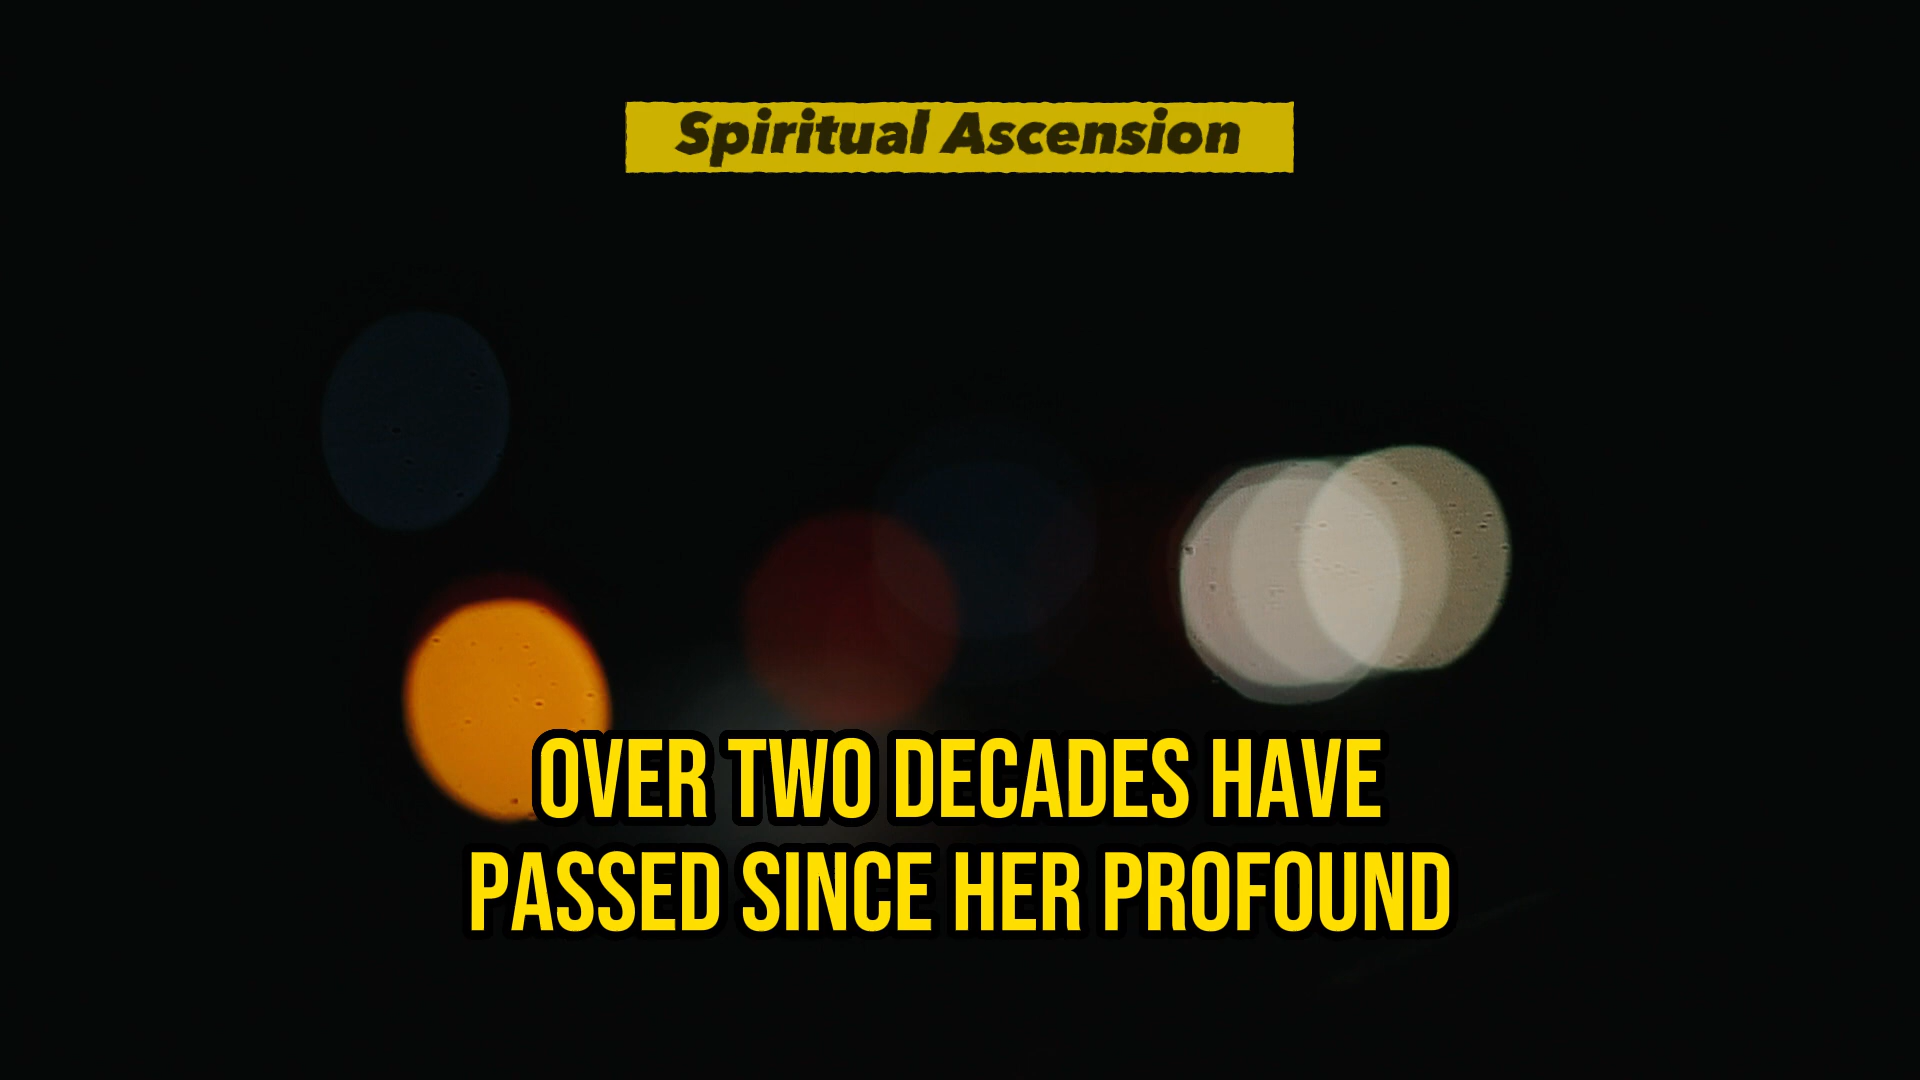 Spiritual Ascension
OVER TWO DECADES HAVE
PASSED SINCE HER PROFOUND